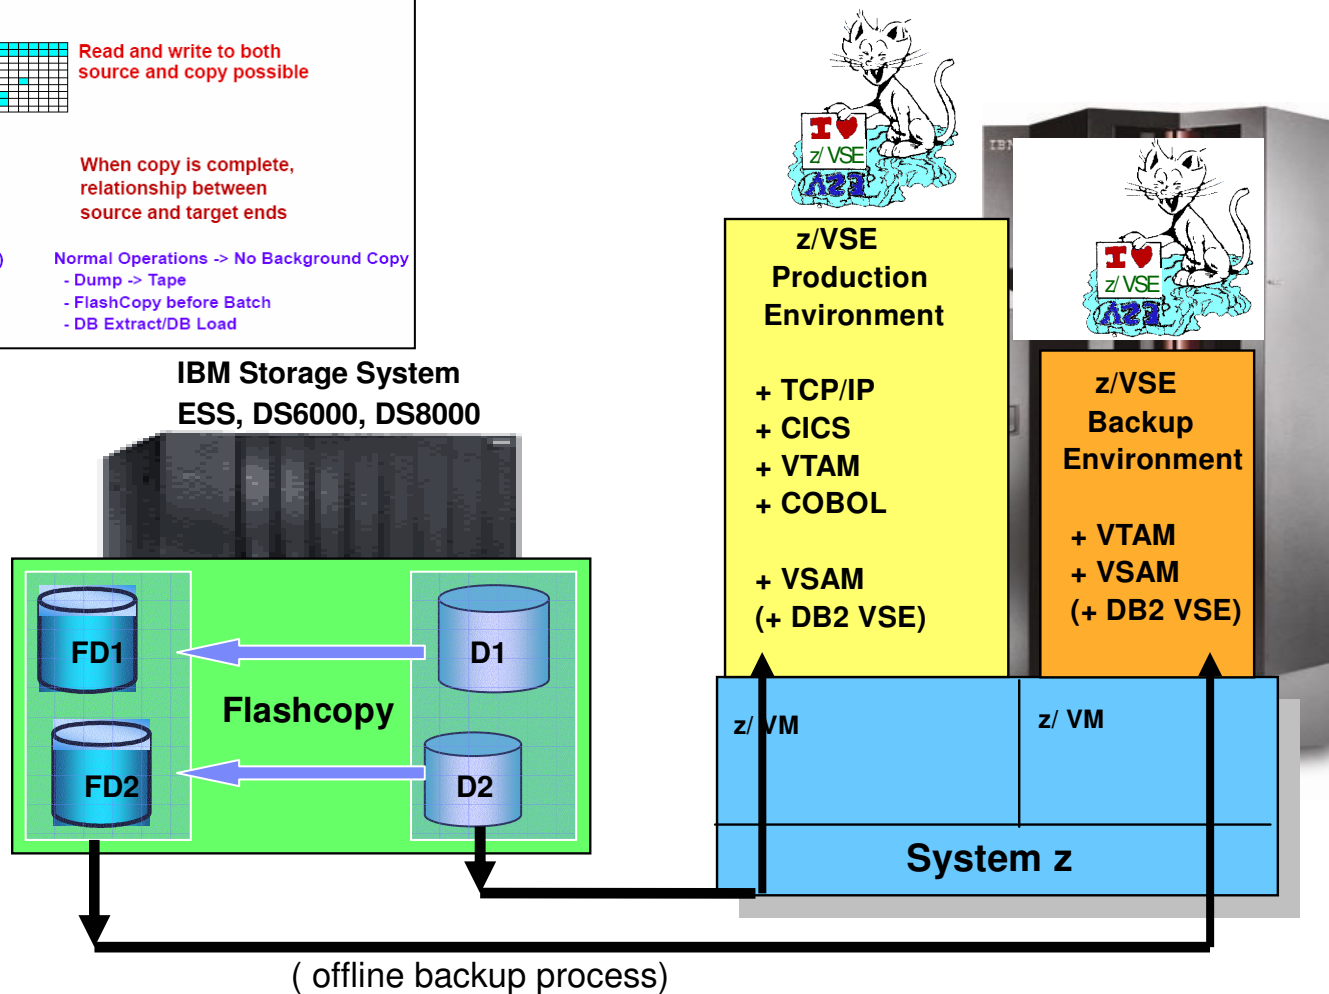 Read and write to both
source and copy possible
When copy is complete,
relationship between
source and target ends
)
Normal Operations -> No Background Copy
- Dump -> Tape
- FlashCopy before Batch
- DB Extract/DB Load
IBM Storage System
ESS, DS6000, DS8000
FD1
D1
Flashcopy
FD2
D2
I ♥
z/ VSE
z/VSE
Production
Environment
+ TCP/IP
+ CICS
+ VTAM
+ COBOL
+ VSAM
(+ DB2 VSE)
IBM
I ♥
z/ VSE
z/VSE
Backup
Environment
+ VTAM
+ VSAM
(+ DB2 VSE)
z/ VM
z/ VM
System z
( offline backup process)